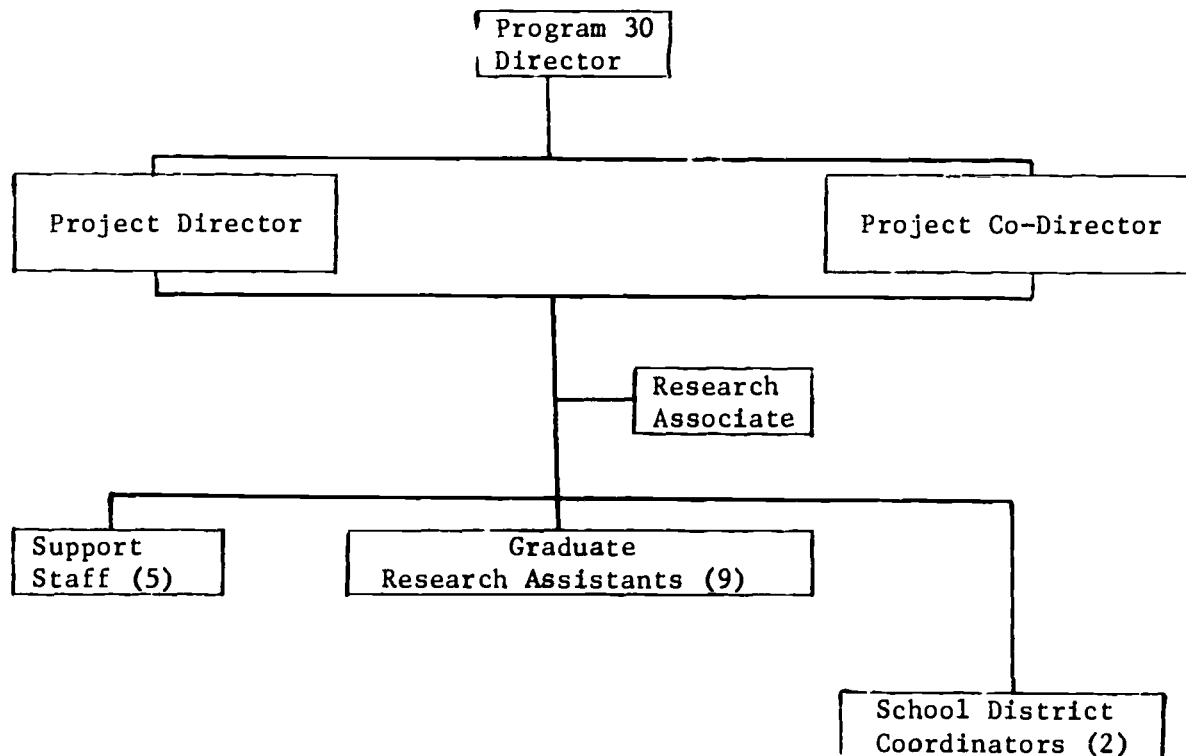 Program 30
Director
Project Director
Project Co-Director
Research
Associate
Support
Staff (5)
Graduate
Research Assistants (9)
School District
Coordinators (2)